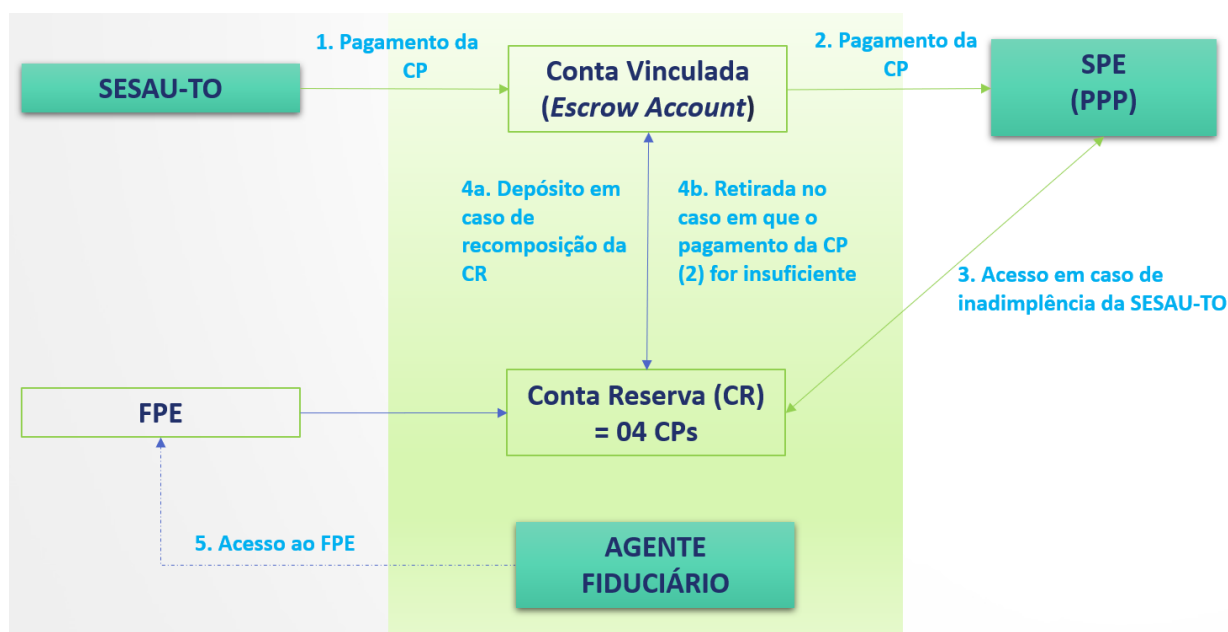 1. Pagamento da
CP
2. Pagamento da
CP
SESAU-TO
Conta Vinculada
(Escrow Account)
SPE
(PPP)
4a. Depósito em
caso de
recomposição da
CR
4b. Retirada no
caso em que o
pagamento da CP
(2) for insuficiente
3. Acesso em caso de
inadimplência da SESAU-TO
FPE
Conta Reserva (CR)
= 04 CPs
5. Acesso ao FPE
AGENTE
FIDUCIÁRIO